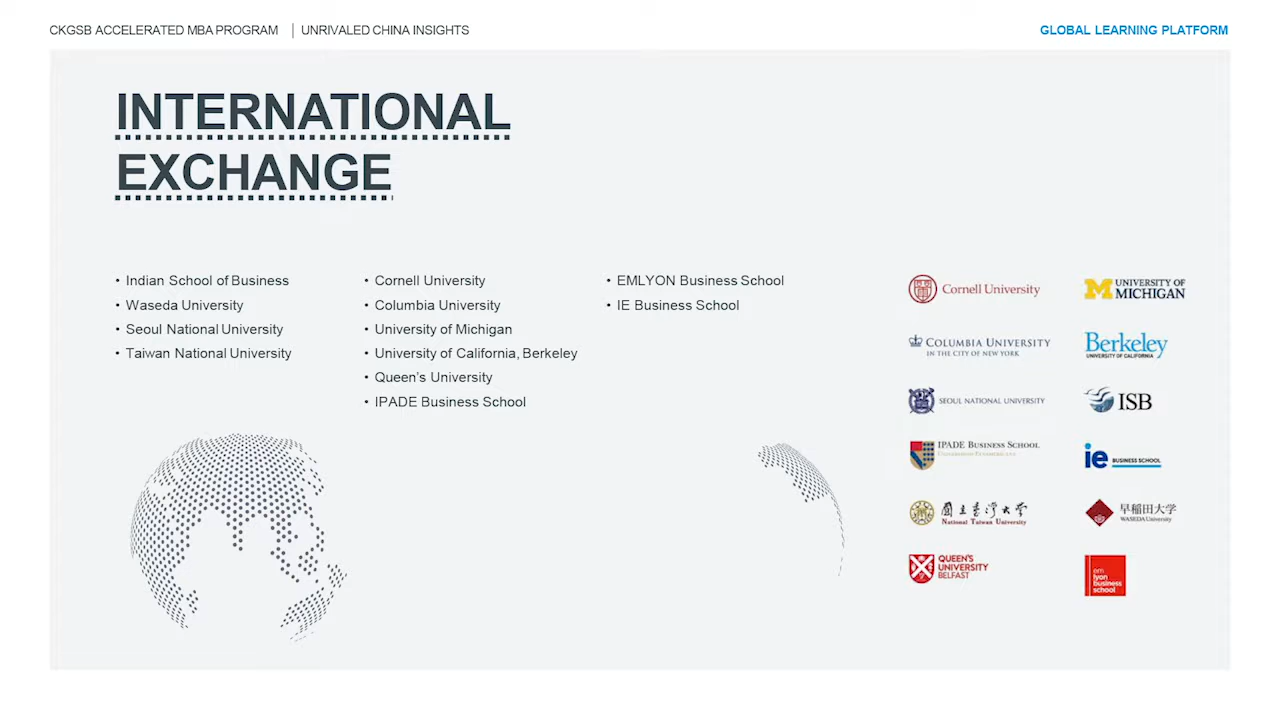 CKGSB ACCELERATED MBA PROGRAM | UNRIVALED CHINA INSIGHTS
GLOBAL LEARNING PLATFORM
INTERNATIONAL
EXCHANGE
• Indian School of Business
• Waseda University
• Seoul National University
• Taiwan National University
• Cornell University
• Columbia University
• University of Michigan
• University of California, Berkeley
• Queen's University
• IPADE Business School
• EMLYON Business School
• IE Business School
Cornell University
M UNIVERSITY OF
MICHIGAN
COLUMBIA UNIVERSITY
IN THE CITY OF NEW YORK
Berkeley
UNIVERSITY OF CALIFORNIA
SEOUL NATIONAL UNIVERSITY
ISB
IPADE BUSINESS SCHOOL
ie BUSINESS SCHOOL
國立臺灣大學
National Taiwan University
早稲田大学
WASEDA University
QUEEN'S
UNIVERSITY
BELFAST
em
lyon
business
school